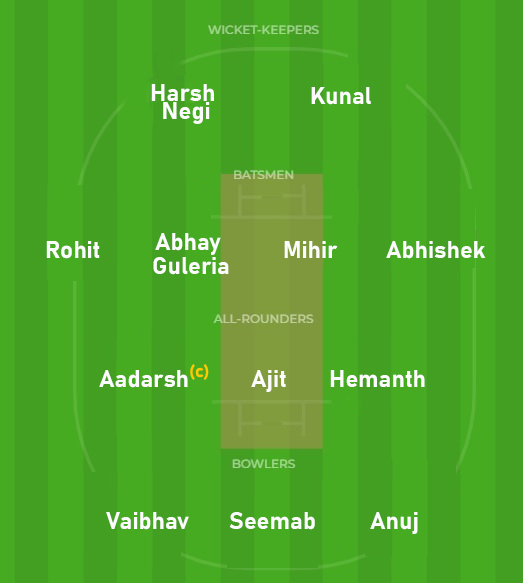 WICKET-KEEPERS
Harsh
Negi
Kunal
BATSMEN
Rohit
Abhay
Guleria
Mihir
Abhishek
ALL-ROUNDERS
Aadarsh(c)
Ajit
Hemanth
BOWLERS
Vaibhav
Seemab
Anuj